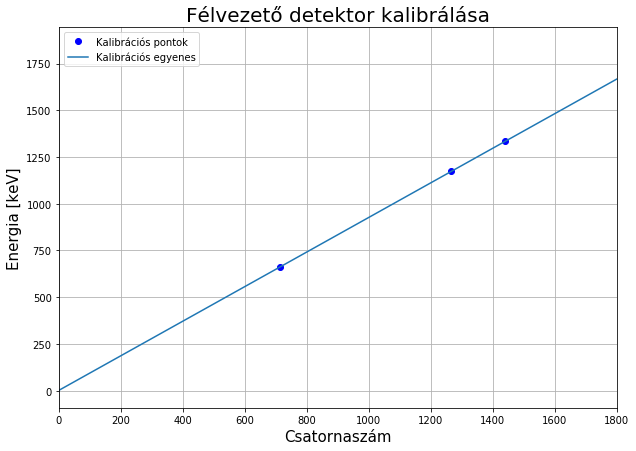 Félvezető detektor kalibrálása
Kalibrációs pontok
Kalibrációs egyenes
Energia [keV]
1750
1500
1250
1000
750
500
250
0
0 200 400 600 800 1000 1200 1400 1600 1800
Csatornaszám